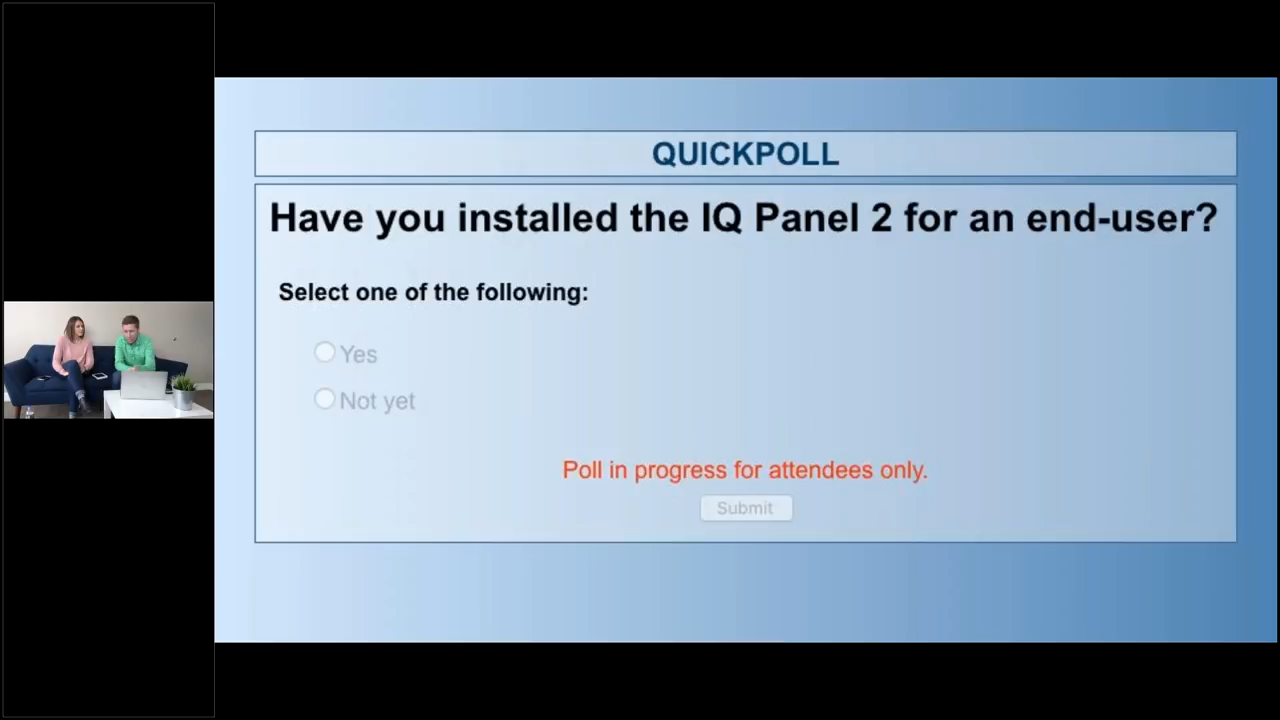 QUICKPOLL
Have you installed the IQ Panel 2 for an end-user?
Select one of the following:
Yes
Not yet
Poll in progress for attendees only.
Submit